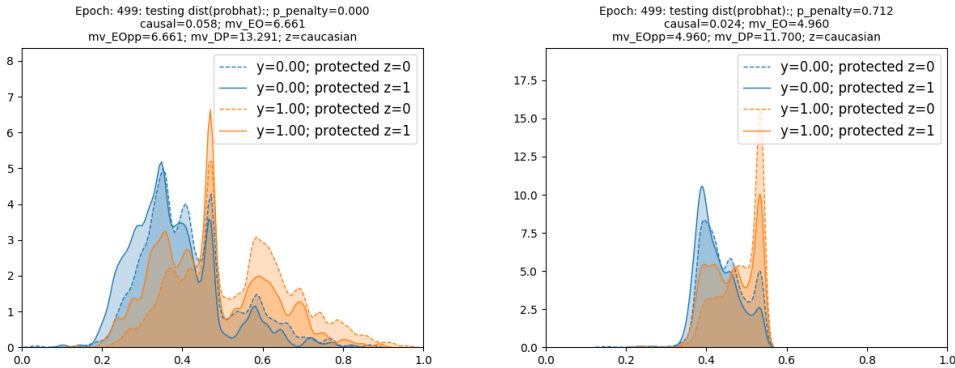 Epoch: 499: testing dist(probhat):; p_penalty=0.000
causal=0.058; mv_EO=6.661
mv_EOpp=6.661; mv_DP=13.291; z=caucasian
8
7
6
5
4
3
2
1
0
y=0.00; protected z=0
y=0.00; protected z=1
y=1.00; protected z=0
y=1.00; protected z=1
0.0 0.2 0.4 0.6 0.8 1.0
Epoch: 499: testing dist(probhat):; p_penalty=0.712
causal=0.024; mv_EO=4.960
mv_EOpp=4.960; mv_DP=11.700; z=caucasian
17.5
15.0
12.5
10.0
7.5
5.0
2.5
0.0
y=0.00; protected z=0
y=0.00; protected z=1
y=1.00; protected z=0
y=1.00; protected z=1
0.0 0.2 0.4 0.6 0.8 1.0